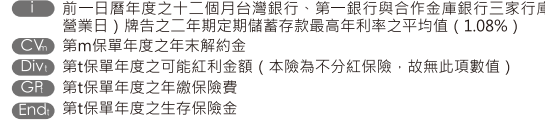 i 前一日曆年度之十二個月台灣銀行、第一銀行與合作金庫銀行三家行庫
營業日）牌告之二年期定期儲蓄存款最高年利率之平均值（1.08%）
CVm 第m保單年度之年末解約金
Divt 第t保單年度之可能紅利金額（本險為不分紅保險，故無此項數值）
GPt 第t保單年度之年繳保險費
Endt 第t保單年度之生存保險金